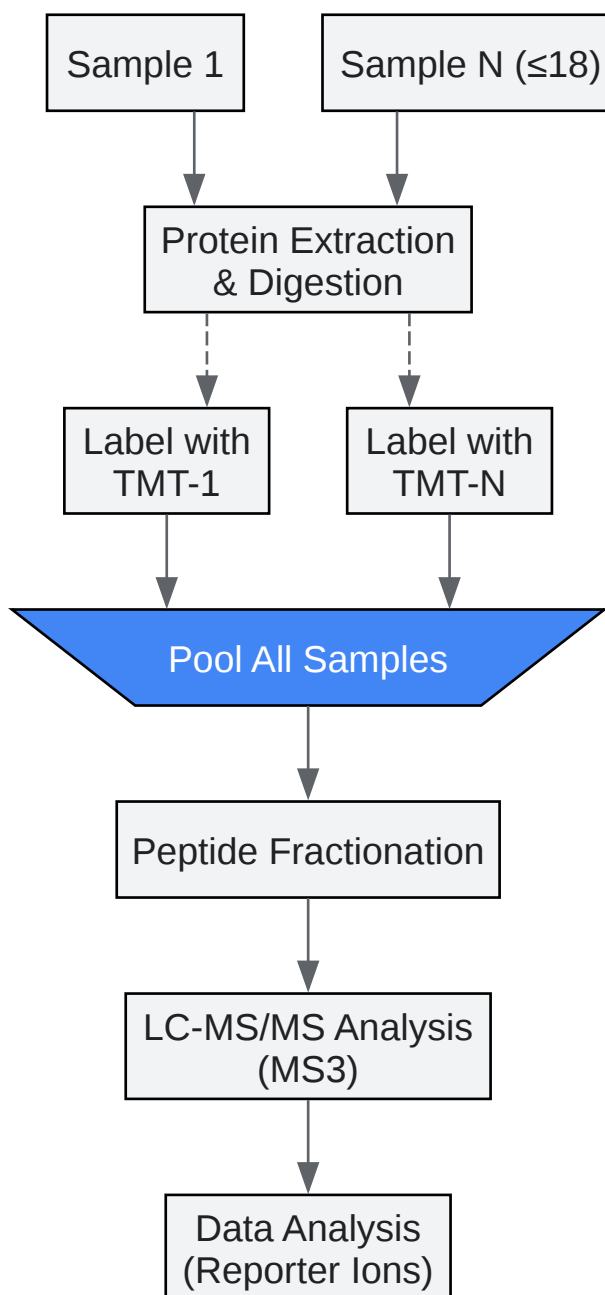 Sample 1
Sample N (≤18)
Protein Extraction
& Digestion
Label with
TMT-1
Label with
TMT-N
Pool All Samples
Peptide Fractionation
LC-MS/MS Analysis
(MS3)
Data Analysis
(Reporter Ions)